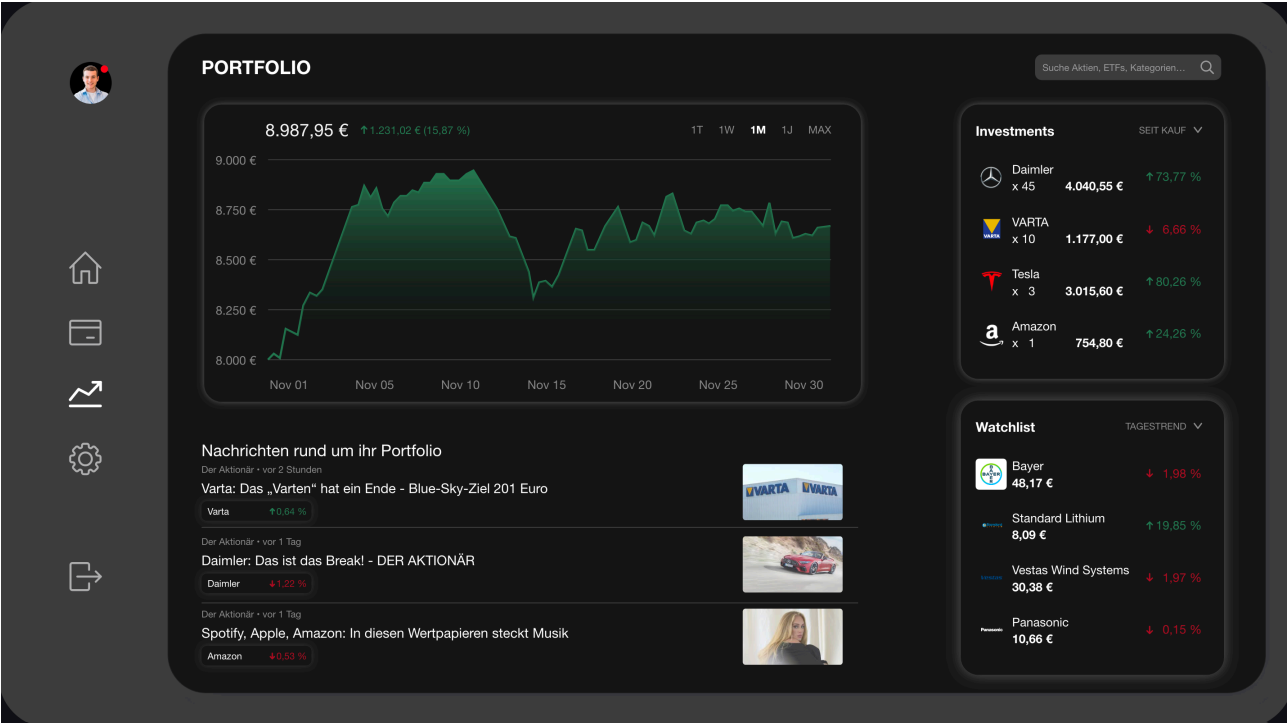 PORTFOLIO
Suche Aktien, ETFs, Kategorien...
8.987,95 € ↑1.231,02 € (15,87 %)
1T 1W 1M 1J MAX
9.000 €
8.750 €
8.500 €
8.250 €
8.000 €
Nov 01 Nov 05 Nov 10 Nov 15 Nov 20 Nov 25 Nov 30
Investments SEIT KAUF
Daimler
x 45 4.040,55 € ↑73,77 %
VARTA
VARTA
x 10 1.177,00 € ↓ 6,66 %
Tesla
x 3 3.015,60 € ↑80,26 %
a
Amazon
x 1 754,80 € ↑24,26 %
Nachrichten rund um ihr Portfolio
Der Aktionär • vor 2 Stunden
Varta: Das „Varten“ hat ein Ende - Blue-Sky-Ziel 201 Euro
Varta ↑0,64 %
VARTA VARTA
Der Aktionär • vor 1 Tag
Daimler: Das ist das Break! - DER AKTIONÄR
Daimler ↓1,22 %
Der Aktionär • vor 1 Tag
Spotify, Apple, Amazon: In diesen Wertpapieren steckt Musik
Amazon ↓0,53 %
Watchlist TAGESTREND
BAYER
Bayer
48,17 € ↓ 1,98 %
Standard Lithium
8,09 € ↑19,85 %
Vestas Wind Systems
30,38 € ↓ 1,97 %
Panasonic
Panasonic
10,66 € ↓ 0,15 %